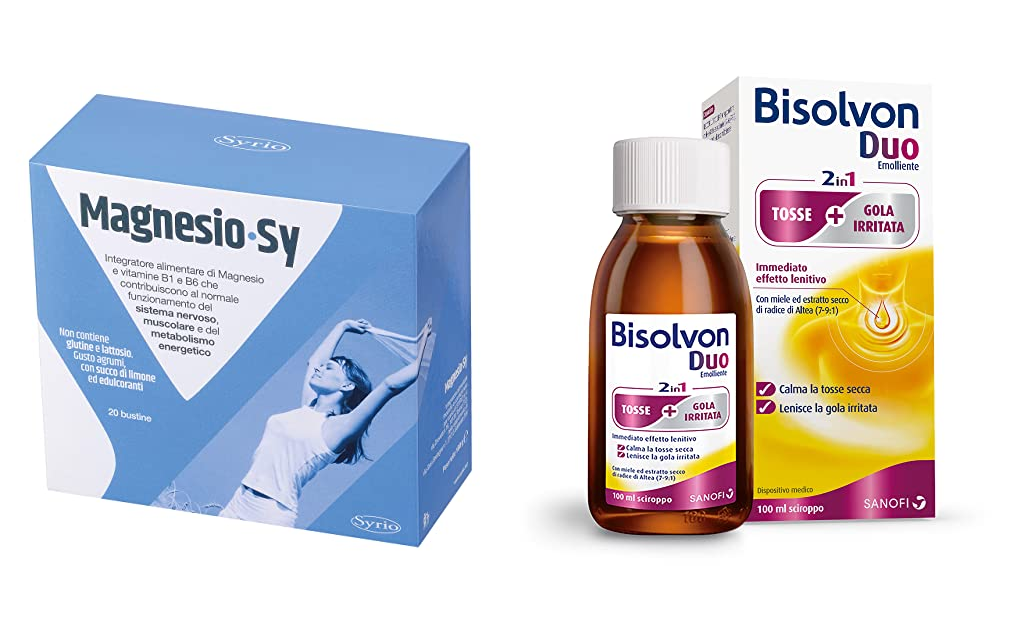 Syrio
Magnesio·Sy
Integratore alimentare di Magnesio
e vitamine B1 e B6 che
contribuiscono al normale
funzionamento del
sistema nervoso,
muscolare e del
metabolismo
energetico
Non contiene
glutine e lattosio.
Gusto agrumi,
con succo di limone
ed edulcoranti
20 bustine
Magnesio·Sy
Syrio
Bisolvon
Duo
Emolliente
2in1
TOSSE + GOLA
IRRITATA
Immediato
effetto lenitivo
Con miele ed estratto secco
di radice di Altea (7-9:1)
Calma la tosse secca
Lenisce la gola irritata
Dispositivo medico
100 ml sciroppo
SANOFI
Bisolvon
Duo
Emolliente
2in1
TOSSE + GOLA
IRRITATA
Immediato effetto lenitivo
Calma la tosse secca
Lenisce la gola irritata
Con miele ed estratto secco
di radice di Altea (7-9:1)
100 ml sciroppo
SANOFI